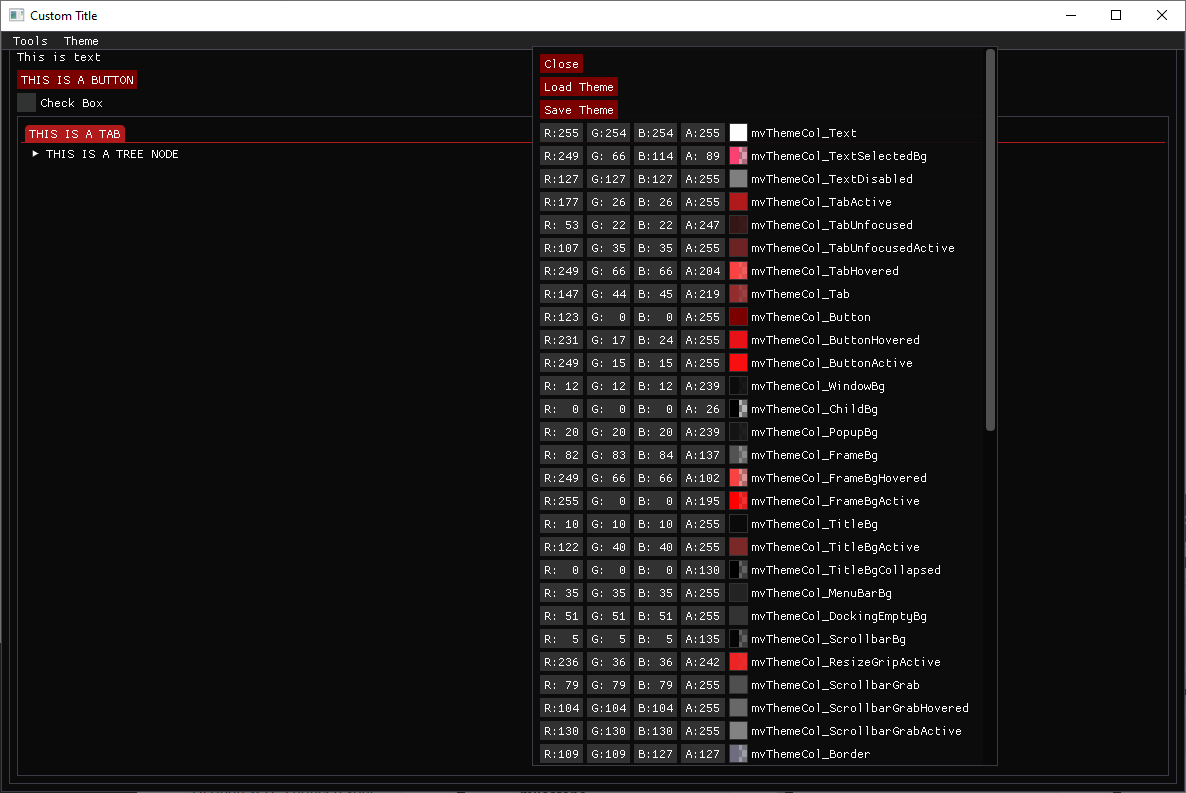 Custom Title
Tools Theme
This is text
THIS IS A BUTTON
Check Box
THIS IS A TAB
THIS IS A TREE NODE
Close
Load Theme
Save Theme
R:255 G:254 B:254 A:255 mvThemeCol_Text
R:249 G: 66 B:114 A: 89 mvThemeCol_TextSelectedBg
R:127 G:127 B:127 A:255 mvThemeCol_TextDisabled
R:177 G: 26 B: 26 A:255 mvThemeCol_TabActive
R: 53 G: 22 B: 22 A:247 mvThemeCol_TabUnfocused
R:107 G: 35 B: 35 A:255 mvThemeCol_TabUnfocusedActive
R:249 G: 66 B: 66 A:204 mvThemeCol_TabHovered
R:147 G: 44 B: 45 A:219 mvThemeCol_Tab
R:123 G:  0 B:  0 A:255 mvThemeCol_Button
R:231 G: 17 B: 24 A:255 mvThemeCol_ButtonHovered
R:249 G: 15 B: 15 A:255 mvThemeCol_ButtonActive
R: 12 G: 12 B: 12 A:239 mvThemeCol_WindowBg
R:  0 G:  0 B:  0 A: 26 mvThemeCol_ChildBg
R: 20 G: 20 B: 20 A:239 mvThemeCol_PopupBg
R: 82 G: 83 B: 84 A:137 mvThemeCol_FrameBg
R:249 G: 66 B: 66 A:102 mvThemeCol_FrameBgHovered
R:255 G:  0 B:  0 A:195 mvThemeCol_FrameBgActive
R: 10 G: 10 B: 10 A:255 mvThemeCol_TitleBg
R:122 G: 40 B: 40 A:255 mvThemeCol_TitleBgActive
R:  0 G:  0 B:  0 A:130 mvThemeCol_TitleBgCollapsed
R: 35 G: 35 B: 35 A:255 mvThemeCol_MenuBarBg
R: 51 G: 51 B: 51 A:255 mvThemeCol_DockingEmptyBg
R:  5 G:  5 B:  5 A:135 mvThemeCol_ScrollbarBg
R:236 G: 36 B: 36 A:242 mvThemeCol_ResizeGripActive
R: 79 G: 79 B: 79 A:255 mvThemeCol_ScrollbarGrab
R:104 G:104 B:104 A:255 mvThemeCol_ScrollbarGrabHovered
R:130 G:130 B:130 A:255 mvThemeCol_ScrollbarGrabActive
R:109 G:109 B:127 A:127 mvThemeCol_Border